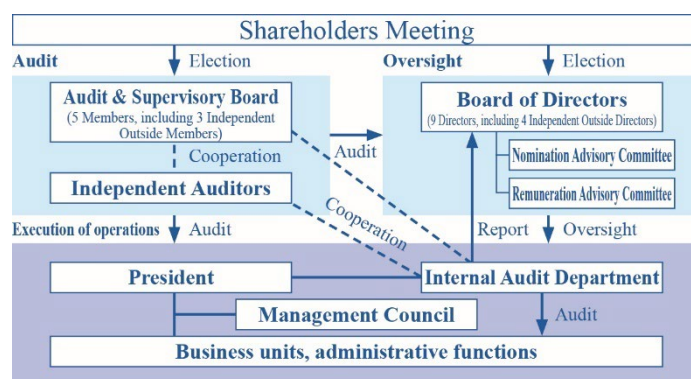 Shareholders Meeting
Audit
Election
Oversight
Election
Audit & Supervisory Board
(5 Members, including 3 Independent
Outside Members)
Board of Directors
(9 Directors, including 4 Independent Outside Directors)
Audit
Cooperation
Nomination Advisory Committee
Independent Auditors
Remuneration Advisory Committee
Cooperation
Execution of operations
Audit
Report
Oversight
President
Internal Audit Department
Management Council
Audit
Business units, administrative functions